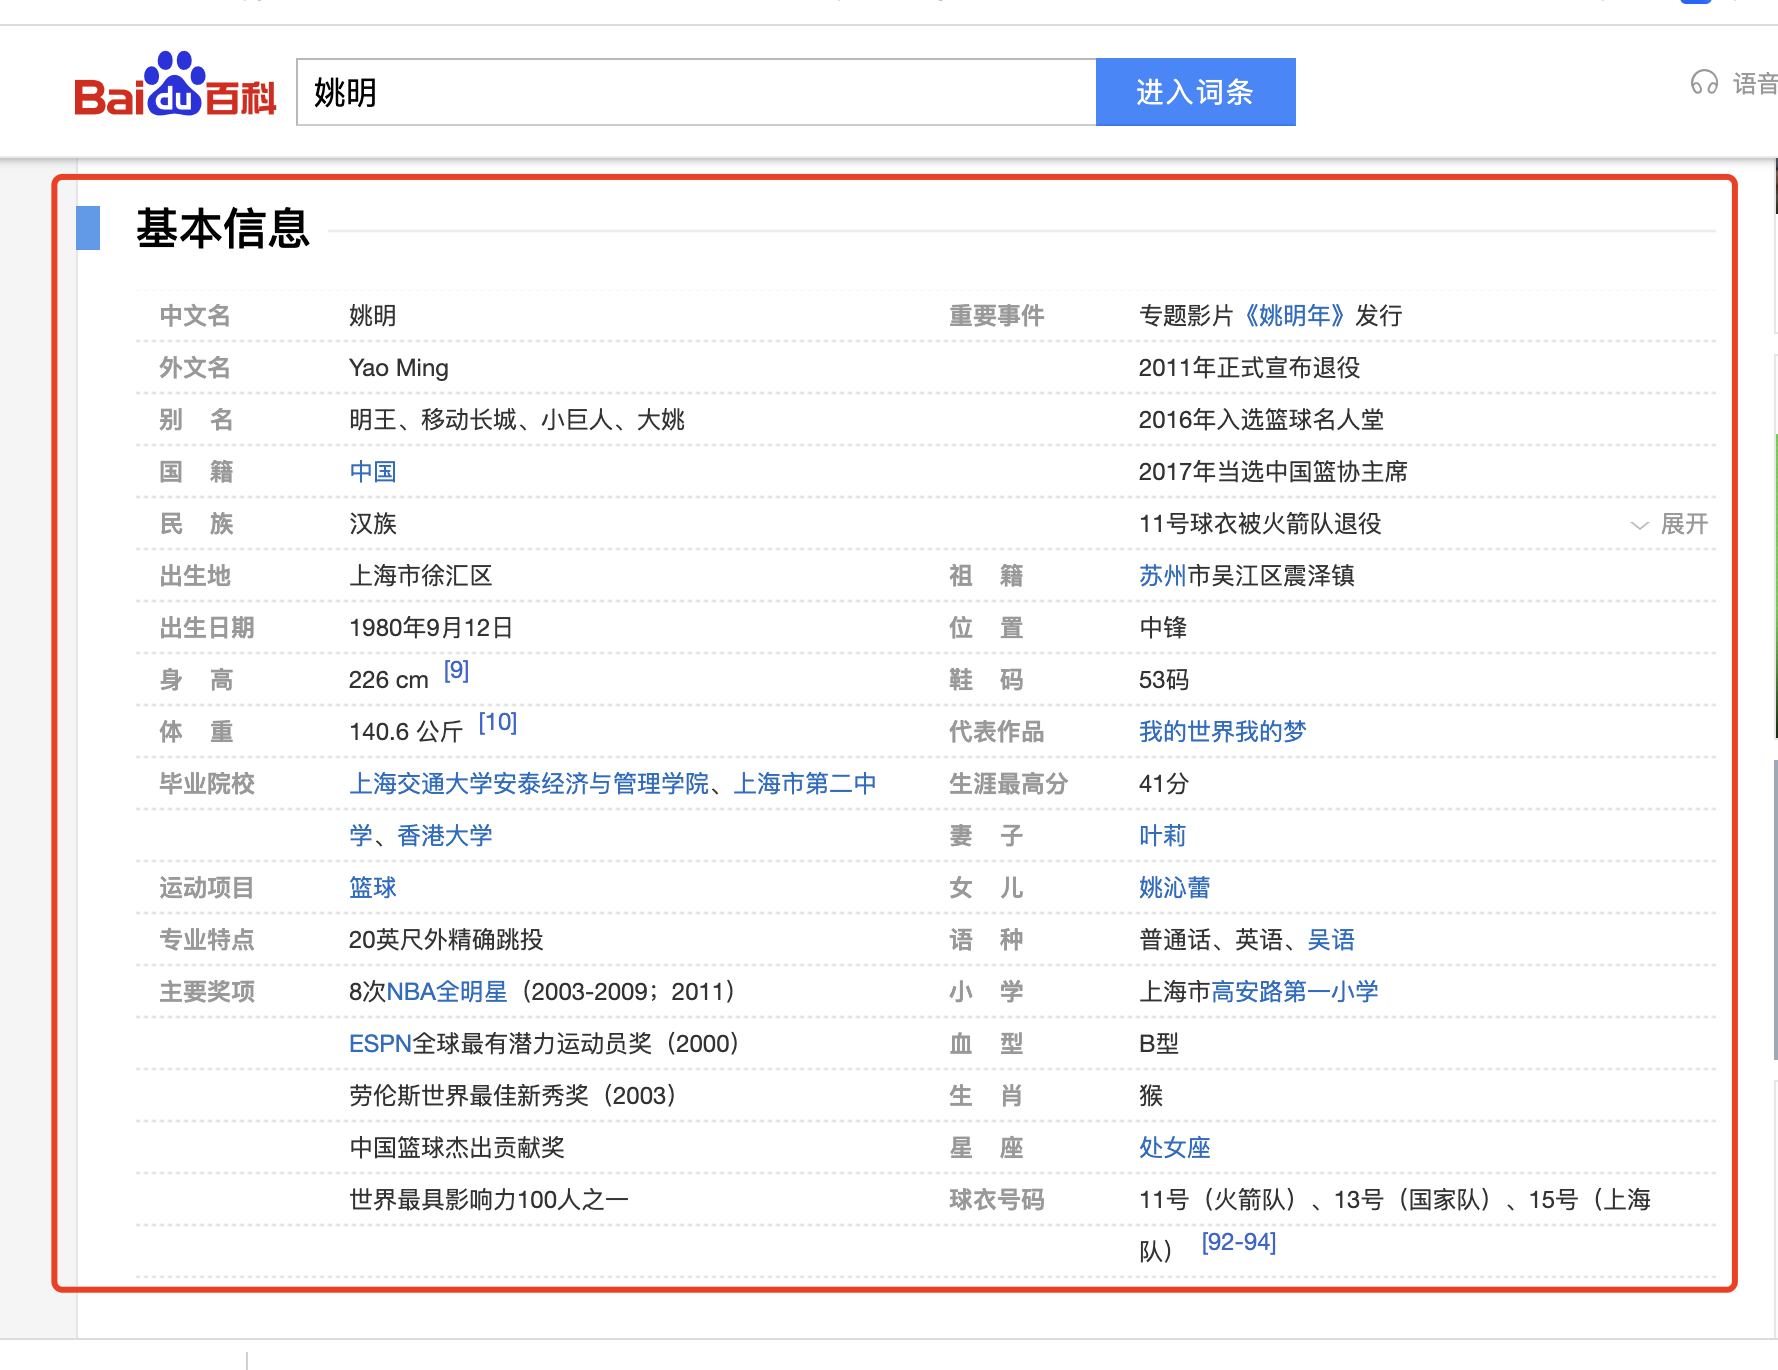 Baidu百科
姚明
进入词条
语音
基本信息
中文名 姚明
外文名 Yao Ming
别名 明王、移动长城、小巨人、大姚
国籍 中国
民族 汉族
出生地 上海市徐汇区
出生日期 1980年9月12日
身高 226 cm [9]
体重 140.6 公斤 [10]
毕业院校 上海交通大学安泰经济与管理学院、上海市第二中
学、香港大学
运动项目 篮球
专业特点 20英尺外精确跳投
主要奖项 8次NBA全明星（2003-2009；2011）
ESPN全球最有潜力运动员奖（2000）
劳伦斯世界最佳新秀奖（2003）
中国篮球杰出贡献奖
世界最具影响力100人之一
重要事件 专题影片《姚明年》发行
2011年正式宣布退役
2016年入选篮球名人堂
2017年当选中国篮协主席
11号球衣被火箭队退役 展开
祖籍 苏州市吴江区震泽镇
位置 中锋
鞋码 53码
代表作品 我的世界我的梦
生涯最高分 41分
妻子 叶莉
女儿 姚沁蕾
语种 普通话、英语、吴语
小学 上海市高安路第一小学
血型 B型
生肖 猴
星座 处女座
球衣号码 11号（火箭队）、13号（国家队）、15号（上海
队） [92-94]